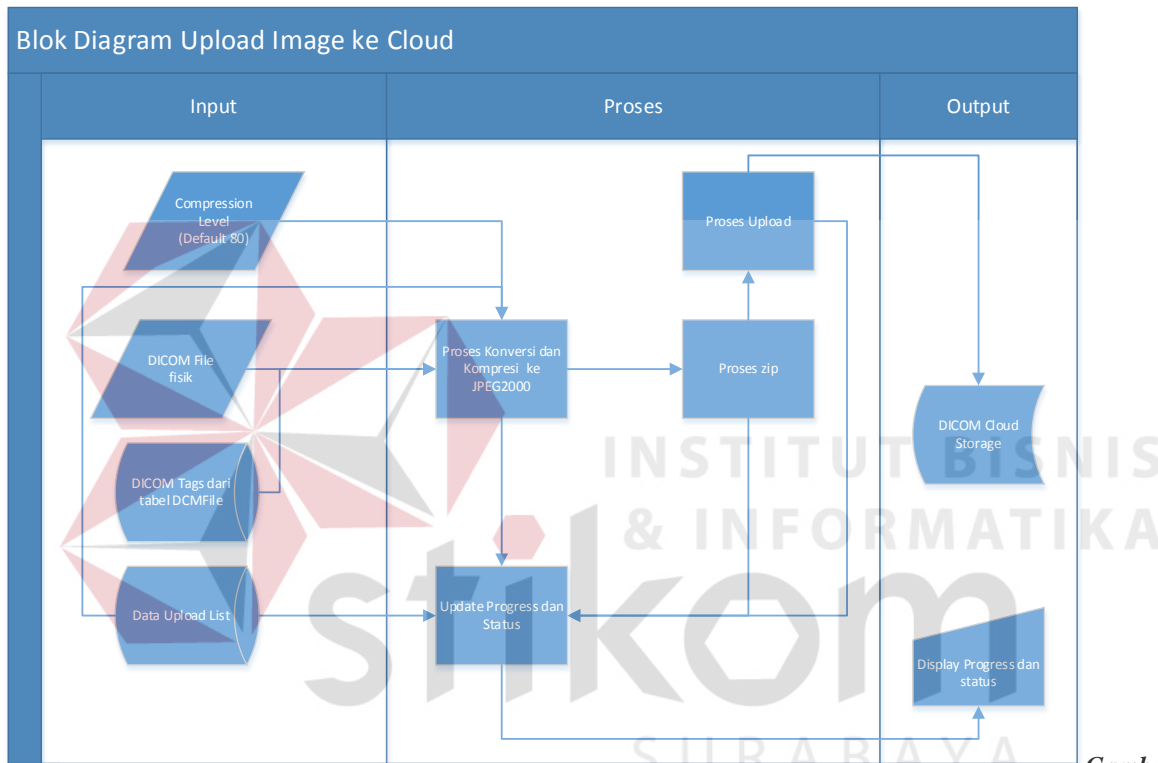 Blok Diagram Upload Image ke Cloud
Input
Proses
Output
Compression
Level
(Default 80)
Proses Upload
DICOM File
fisik
Proses Konversi dan
Kompresi ke
JPEG2000
Proses zip
DICOM Cloud
Storage
DICOM Tags dari
tabel DCMFile
Data Upload List
Update Progress dan
Status
Display Progress dan
status
INSTITUT BISNIS
& INFORMATIKA
stikom
SURABAYA